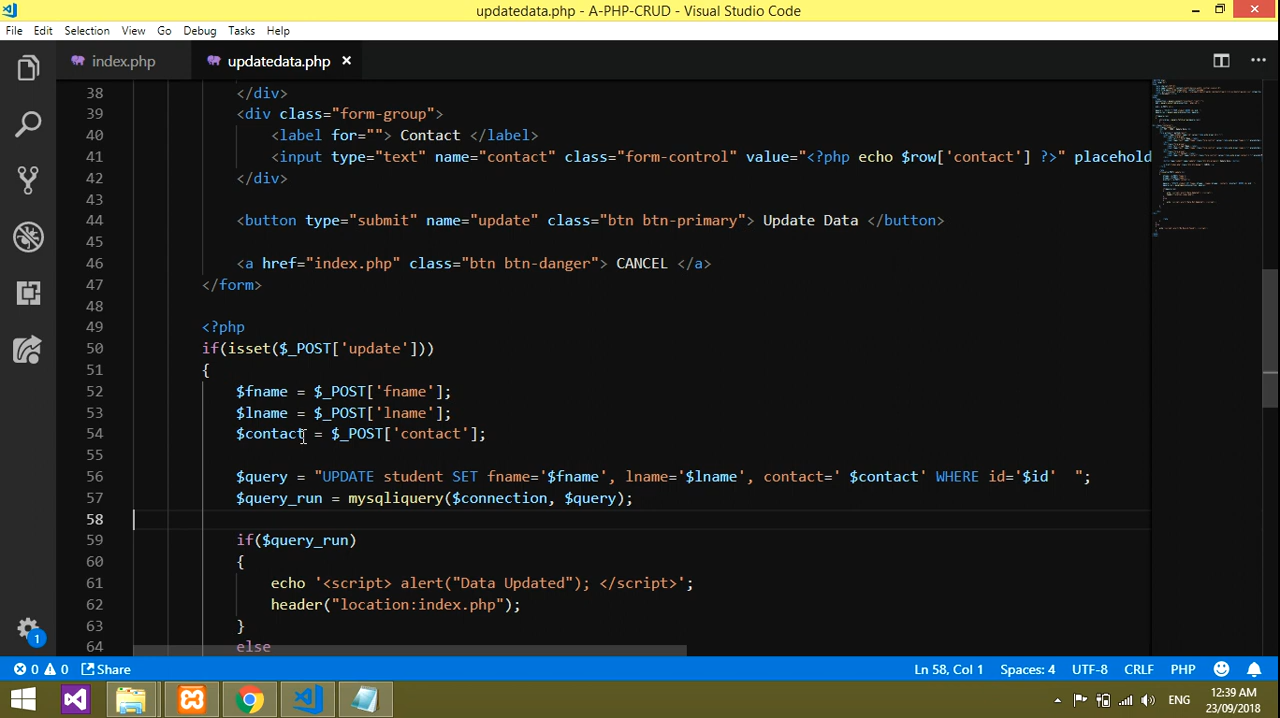 updatedata.php - A-PHP-CRUD - Visual Studio Code
File Edit Selection View Go Debug Tasks Help
index.php updatedata.php
38 </div>
39 <div class="form-group">
40 <label for=""> Contact </label>
41 <input type="text" name="contact" class="form-control" value="<?php echo $row['contact'] ?>" placehold
42 </div>
43
44 <button type="submit" name="update" class="btn btn-primary"> Update Data </button>
45
46 <a href="index.php" class="btn btn-danger"> CANCEL </a>
47 </form>
48
49 <?php
50 if(isset($_POST['update']))
51 {
52 $fname = $_POST['fname'];
53 $lname = $_POST['lname'];
54 $contact = $_POST['contact'];
55
56 $query = "UPDATE student SET fname='$fname', lname='$lname', contact=' $contact' WHERE id='$id'  ";
57 $query_run = mysqliquery($connection, $query);
58
59 if($query_run)
60 {
61 echo '<script> alert("Data Updated"); </script>';
62 header("location:index.php");
63 }
64 else
1
0 0 Share Ln 58, Col 1 Spaces: 4 UTF-8 CRLF PHP
ENG 12:39 AM
23/09/2018